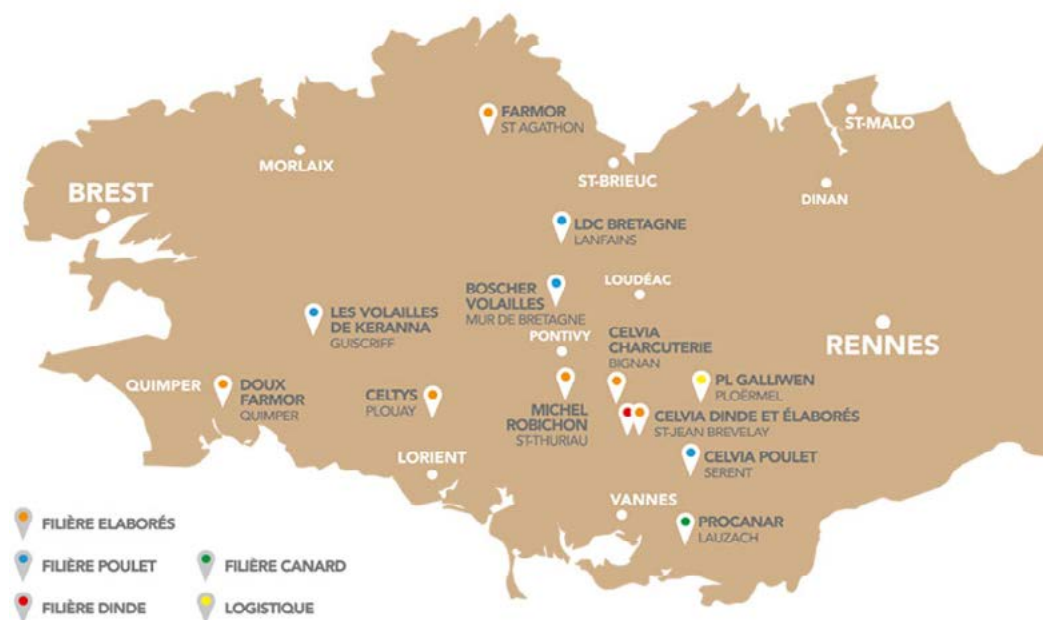 FARMOR
ST AGATHON
ST-MALO
MORLAIX
ST-BRIEUC
BREST
DINAN
LDC BRETAGNE
LANFAINS
LOUDÉAC
BOSCHER
VOLAILLES
MUR DE BRETAGNE
LES VOLAILLES
DE KERANNA
GUISCRIFF
PONTIVY
CELVIA
CHARCUTERIE
BIGNAN
RENNES
QUIMPER
DOUX
FARMOR
QUIMPER
CELTYS
PLOUAY
MICHEL
ROBICHON
ST-THURIAU
PL GALLIWEN
PLOËRMEL
CELVIA DINDE ET ÉLABORÉS
ST-JEAN BREVELAY
LORIENT
CELVIA POULET
SERENT
VANNES
PROCANAR
LAUZACH
FILIÈRE ELABORÉS
FILIÈRE POULET
FILIÈRE CANARD
FILIÈRE DINDE
LOGISTIQUE